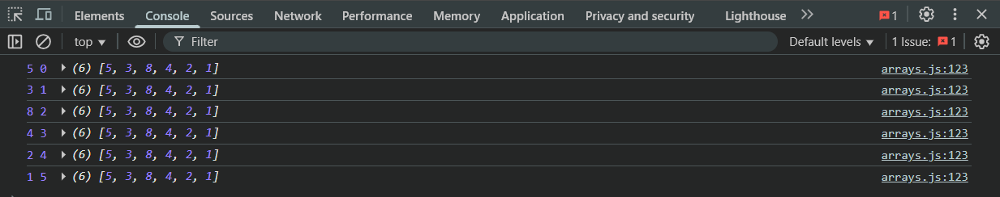 Elements Console Sources Network Performance Memory Application Privacy and security Lighthouse 1
top Filter Default levels 1 Issue: 1
5 0 (6) [5, 3, 8, 4, 2, 1] arrays.js:123
3 1 (6) [5, 3, 8, 4, 2, 1] arrays.js:123
8 2 (6) [5, 3, 8, 4, 2, 1] arrays.js:123
4 3 (6) [5, 3, 8, 4, 2, 1] arrays.js:123
2 4 (6) [5, 3, 8, 4, 2, 1] arrays.js:123
1 5 (6) [5, 3, 8, 4, 2, 1] arrays.js:123